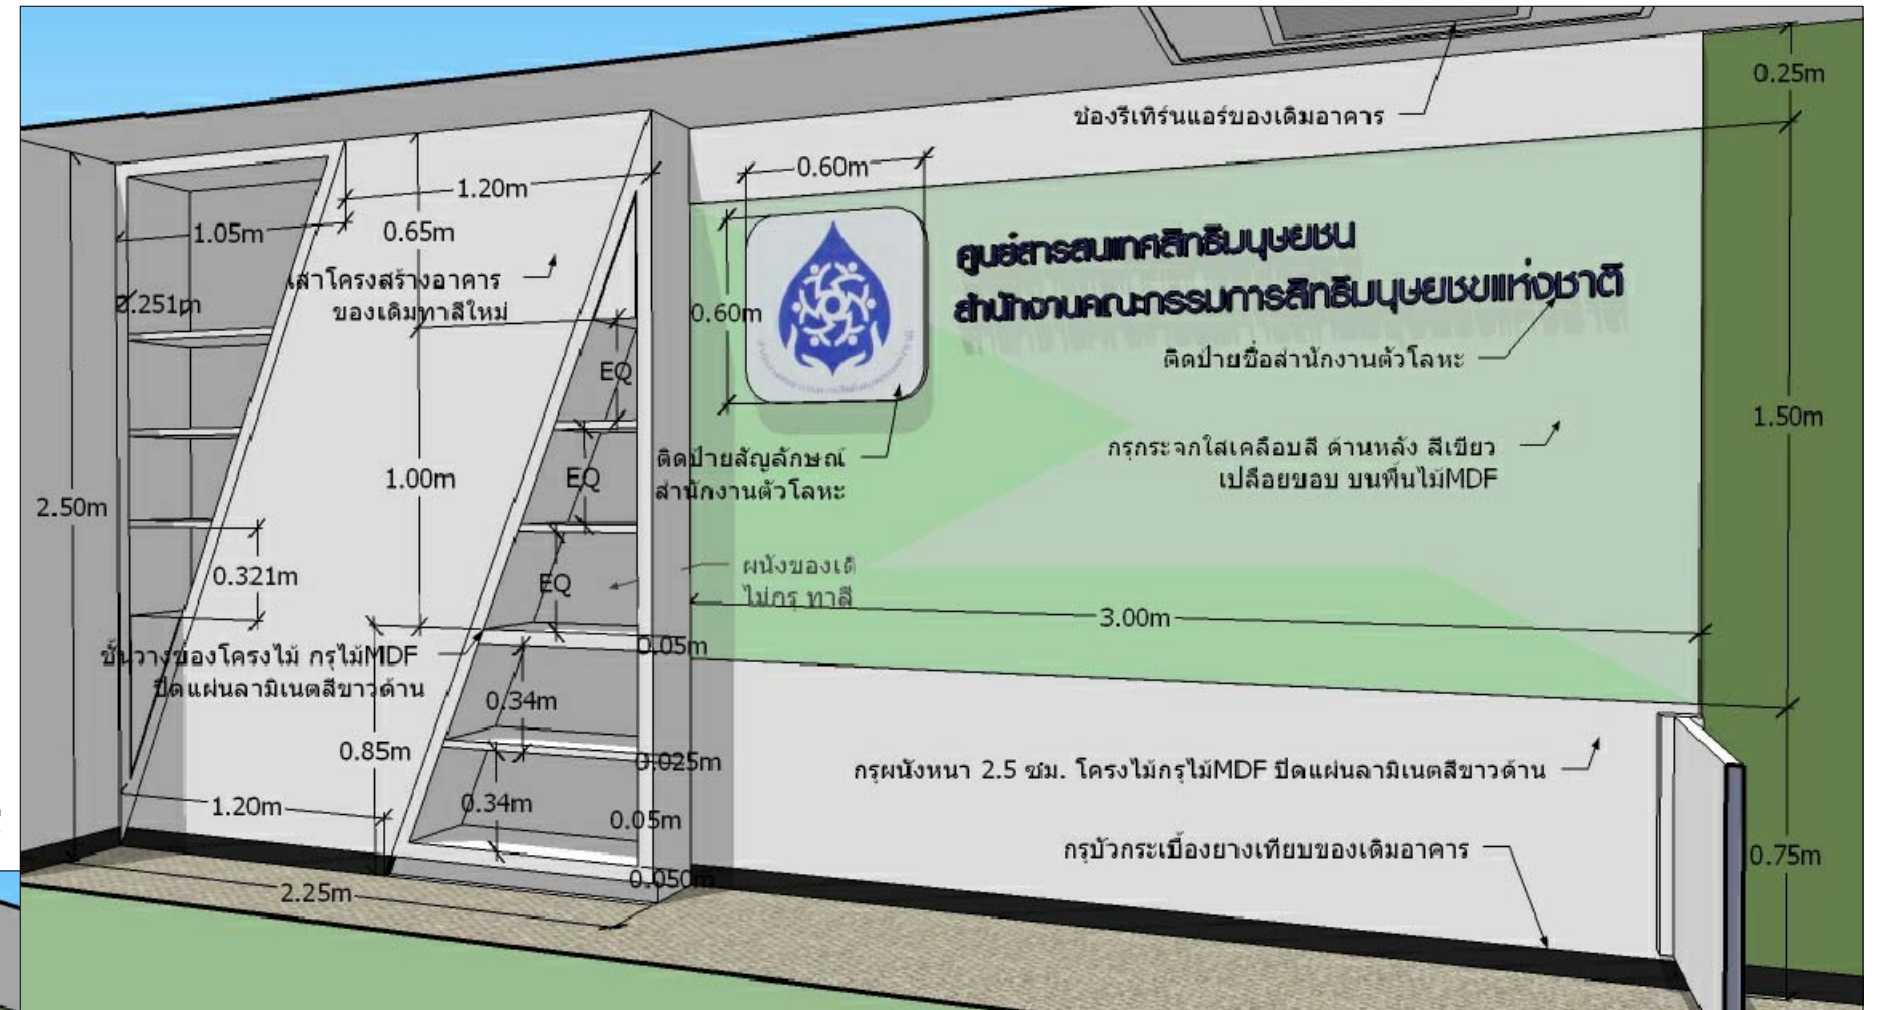 0.25m
ช่องรีเทิร์นแอร์ของเดิมอาคาร
0.60m
1.20m
1.05m
0.65m
ศูนย์สารสนเทศสิทธิมนุษยชน
เสาโครงสร้างอาคาร
ของเดิมทาสีใหม่
0.251m
0.60m
สำนักงานคณะกรรมการสิทธิมนุษยชนแห่งชาติ
ติดป้ายชื่อสำนักงานตัวโลหะ
EQ
1.50m
ติดป้ายสัญลักษณ์
สำนักงานตัวโลหะ
กรุกระจกใสเคลือบสี ด้านหลัง สีเขียว
เปลือยขอบ บนพื้นไม้MDF
1.00m
EQ
2.50m
0.321m
EQ
ผนังของเดิ
ไม่กรุ ทาสี
3.00m
0.05m
ชั้นวางของโครงไม้ กรุไม้MDF
ปิดแผ่นลามิเนตสีขาวด้าน
0.34m
0.85m
0.025m
กรุผนังหนา 2.5 ซม. โครงไม้กรุไม้MDF ปิดแผ่นลามิเนตสีขาวด้าน
1.20m
0.34m
0.05m
กรุบัวกระเบื้องยางเทียบของเดิมอาคาร
0.75m
0.050m
2.25m